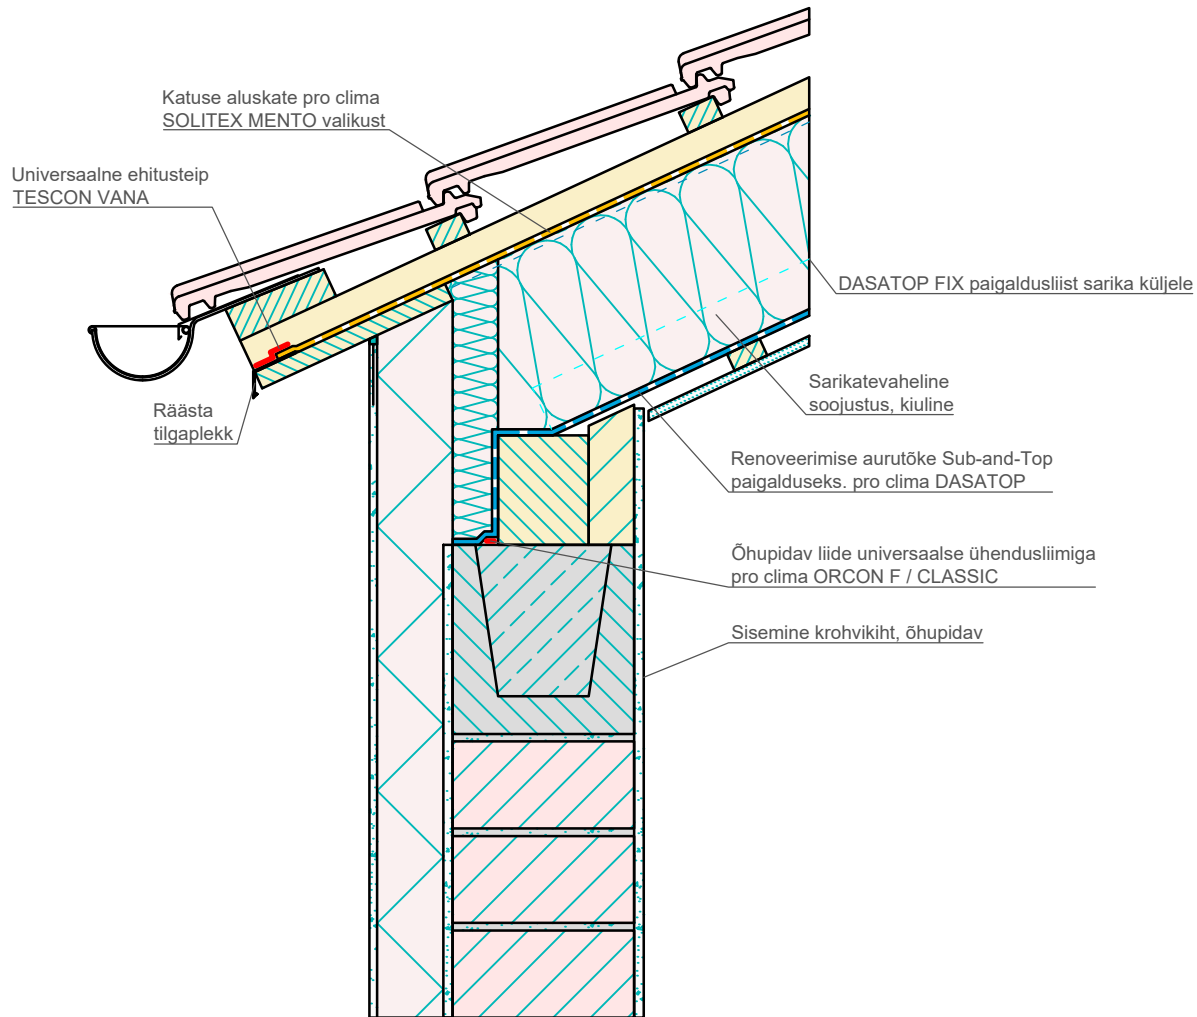 Katuse aluskate pro clima
SOLITEX MENTO valikust
Universaalne ehitusteip
TESCON VANA
DASATOP FIX paigaldusliist sarika küljele
Räästa
tilgaplekk
Sarikatevaheline
soojustus, kiuline
Renoveerimise aurutõke Sub-and-Top
paigalduseks. pro clima DASATOP
Õhupidav liide universaalse ühendusliimiga
pro clima ORCON F / CLASSIC
Sisemine krohvikiht, õhupidav